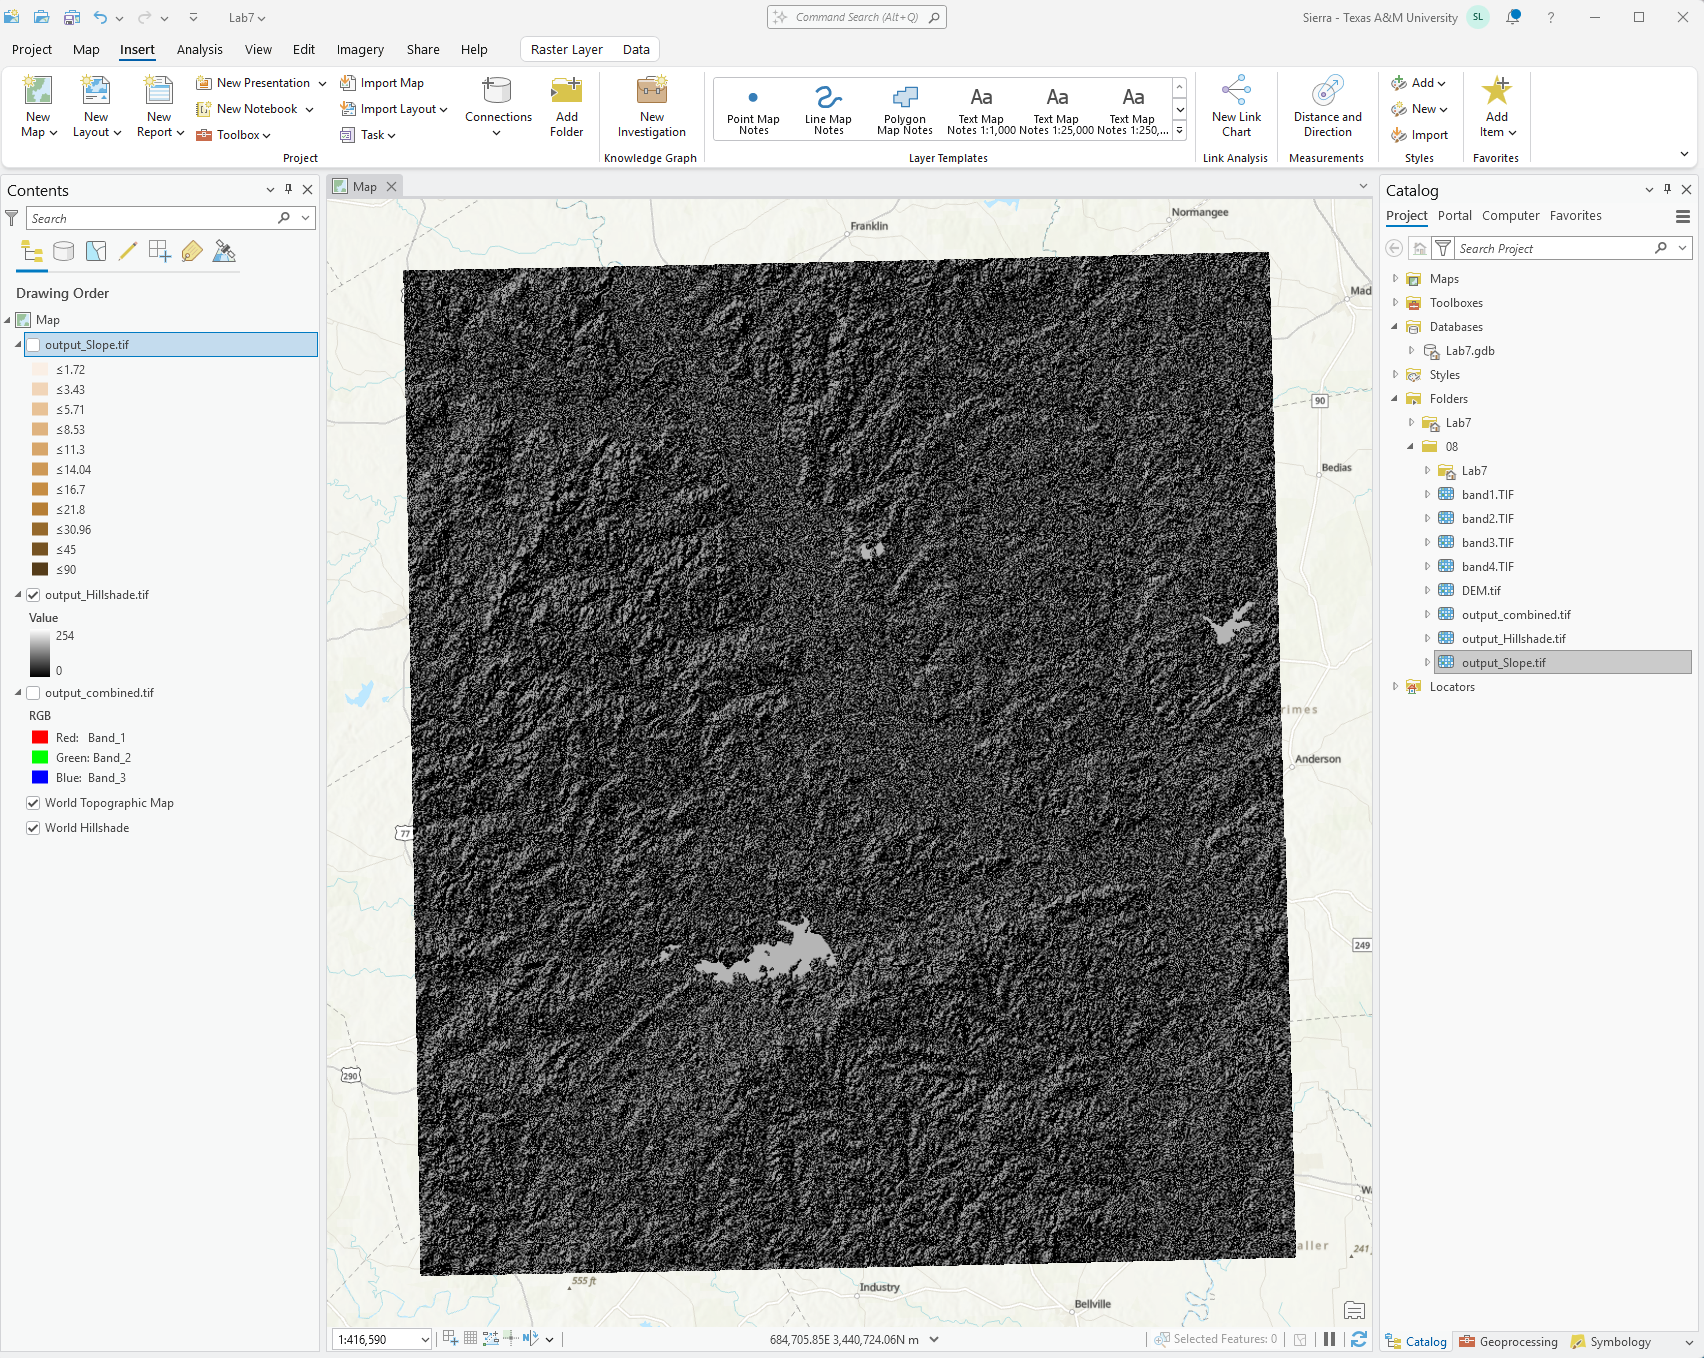 Lab7
Command Search (Alt+Q)
Sierra - Texas A&M University
SL
?
Project
Map
Insert
Analysis
View
Edit
Imagery
Share
Help
Raster Layer
Data
New Map
New Layout
New Report
New Presentation
New Notebook
Toolbox
Import Map
Import Layout
Task
Project
Connections
Add Folder
New Investigation
Knowledge Graph
Point Map Notes
Line Map Notes
Polygon Map Notes
Aa
Text Map Notes 1:1,000
Aa
Text Map Notes 1:25,000
Aa
Text Map Notes 1:250,...
Layer Templates
New Link Chart
Link Analysis
Distance and Direction
Measurements
Add
New
Import
Styles
Add Item
Favorites
Contents
Search
Drawing Order
Map
output_Slope.tif
≤1.72
≤3.43
≤5.71
≤8.53
≤11.3
≤14.04
≤16.7
≤21.8
≤30.96
≤45
≤90
output_Hillshade.tif
Value
254
0
output_combined.tif
RGB
Red: Band_1
Green: Band_2
Blue: Band_3
World Topographic Map
World Hillshade
Map
Franklin
Normangee
Mad
90
Bedias
rimes
Anderson
77
249
290
W
aller
241
555 ft
Industry
Bellville
1:416,590
684,705.85E 3,440,724.06N m
Selected Features: 0
Catalog
Project
Portal
Computer
Favorites
Search Project
Maps
Toolboxes
Databases
Lab7.gdb
Styles
Folders
Lab7
08
Lab7
band1.TIF
band2.TIF
band3.TIF
band4.TIF
DEM.tif
output_combined.tif
output_Hillshade.tif
output_Slope.tif
Locators
Catalog
Geoprocessing
Symbology